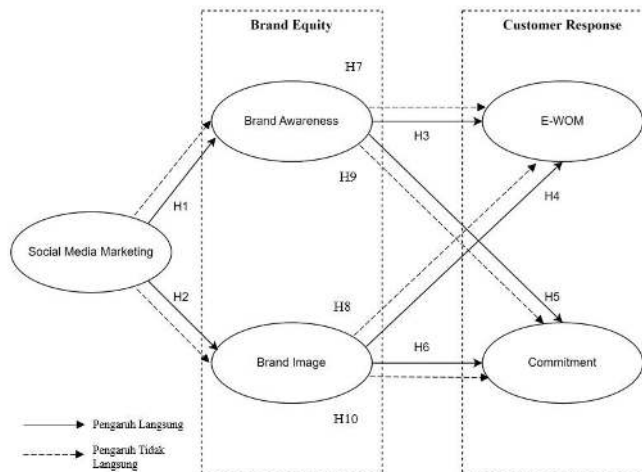 Brand Equity
Customer Response
H7
Brand Awareness
E-WOM
H3
H9
H4
H1
Social Media Marketing
H2
H8
H5
H6
Brand Image
Commitment
H10
Pengaruh Langsung
Pengaruh Tidak
Langsung